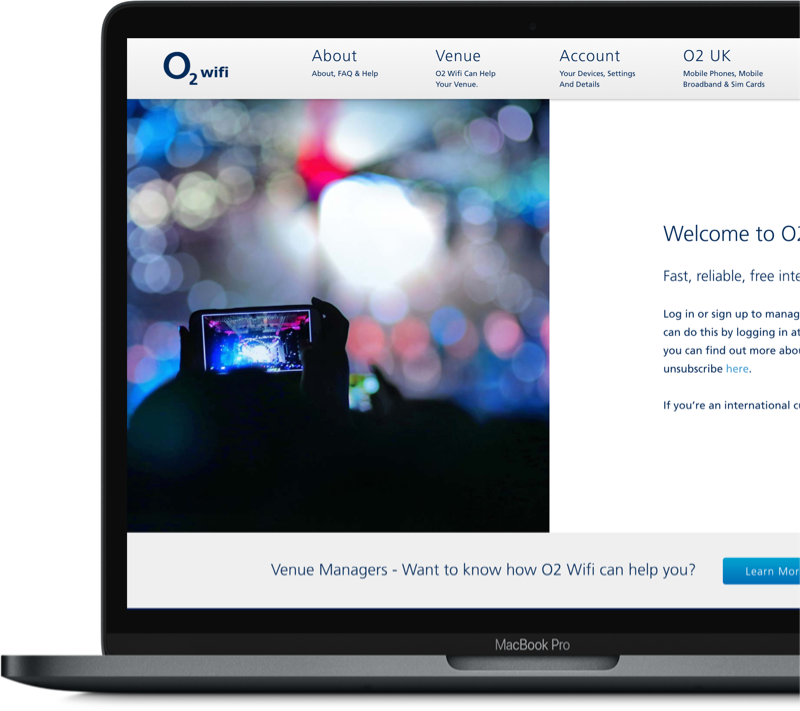 O2 wifi
About
About, FAQ & Help
Venue
O2 Wifi Can Help
Your Venue.
Account
Your Devices, Settings
And Details
O2 UK
Mobile Phones, Mobile
Broadband & Sim Cards
Welcome to O2
Fast, reliable, free inte
Log in or sign up to manag
can do this by logging in at
you can find out more abou
unsubscribe here.
If you're an international cu
Venue Managers - Want to know how O2 Wifi can help you?
Learn Mor
MacBook Pro